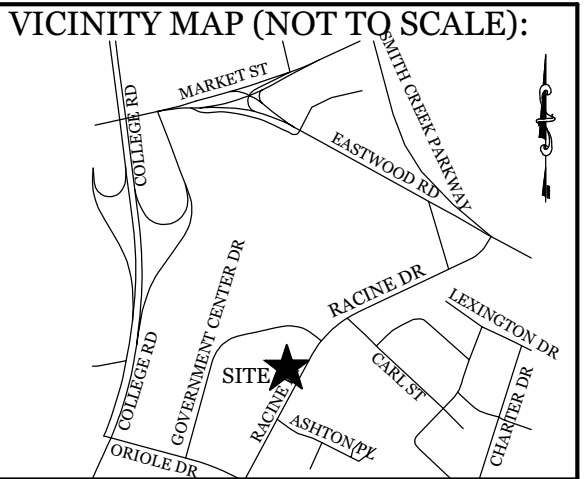 VICINITY MAP (NOT TO SCALE):
MARKET ST
SMITH CREEK PARKWAY
COLLEGE RD
EASTWOOD RD
GOVERNMENT CENTER DR
RACINE DR
LEXINGTON DR
COLLEGE RD
SITE
RACINE
CARL ST
CHARTER DR
ASHTON PL
ORIOLE DR